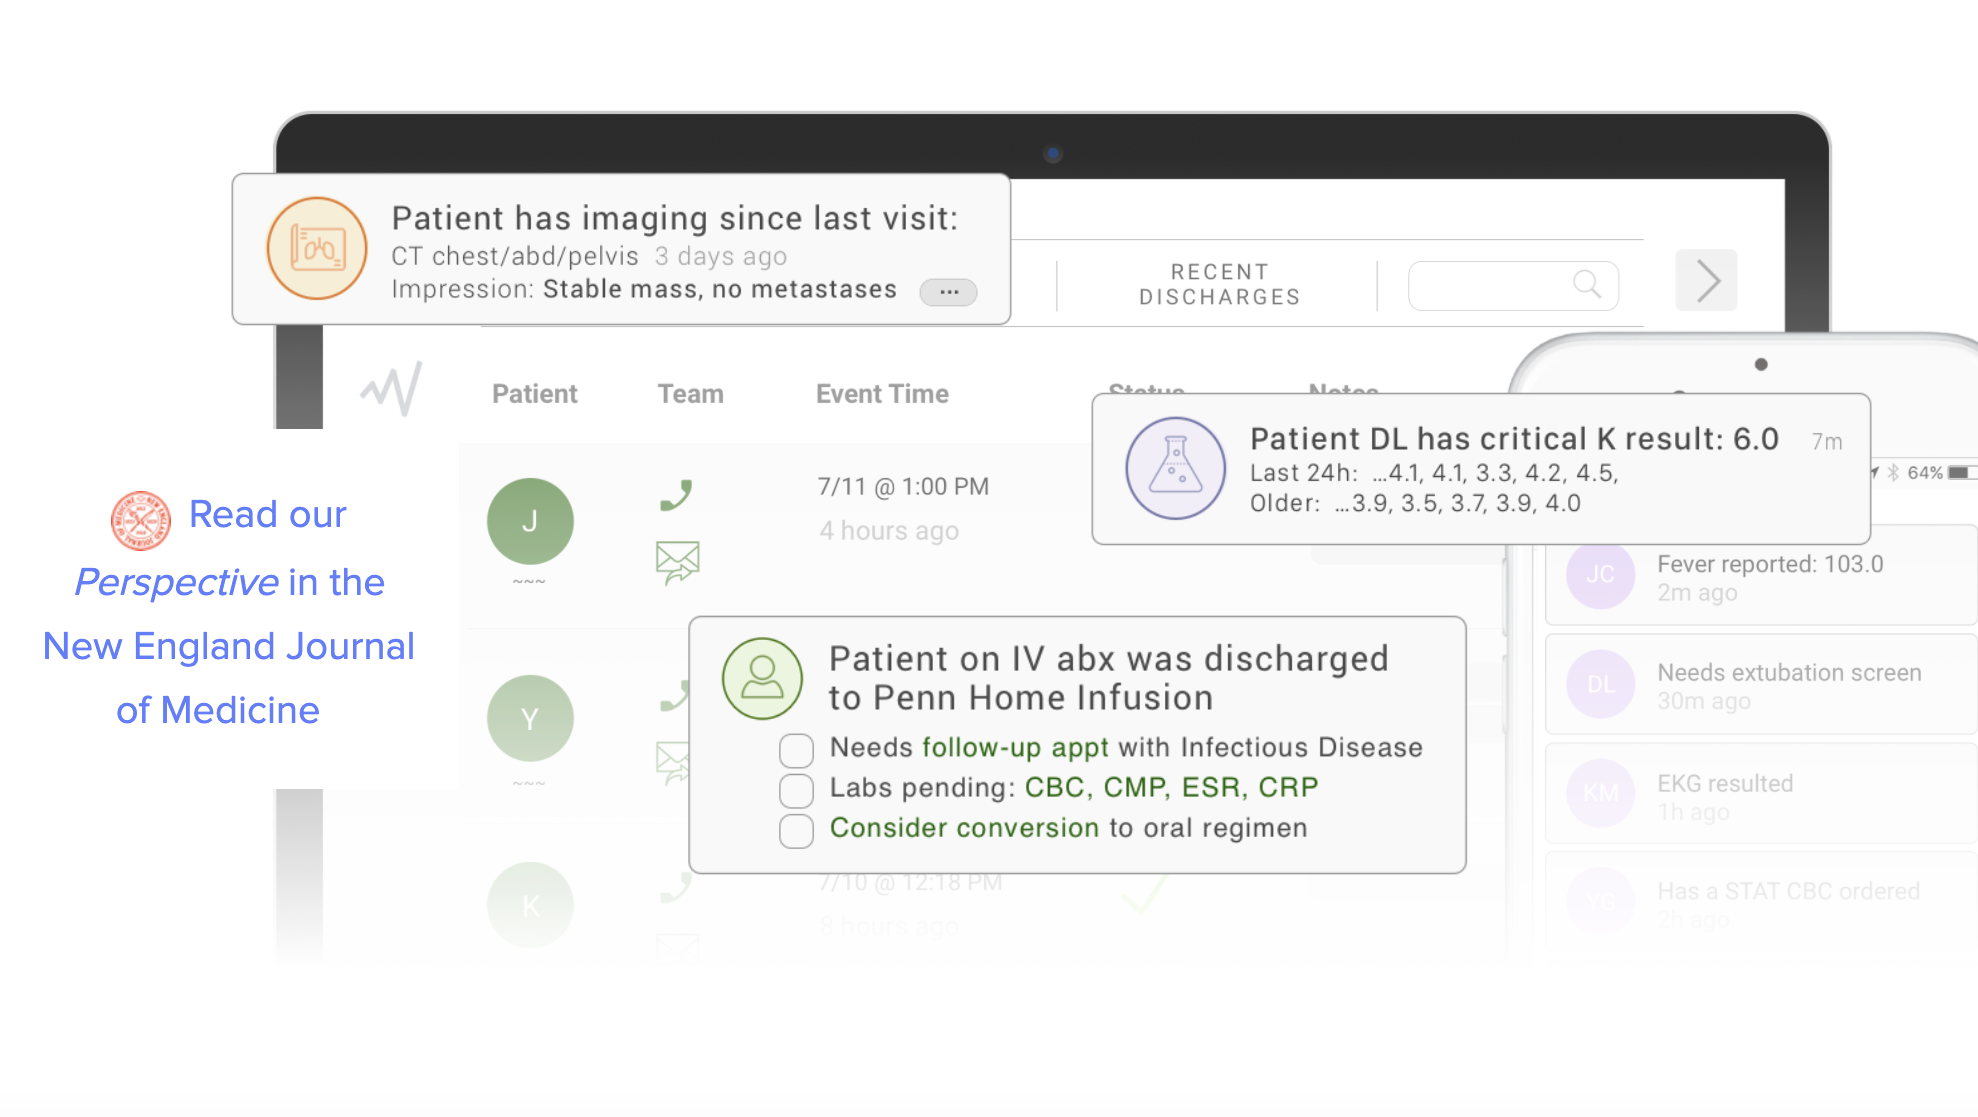 Patient has imaging since last visit:
CT chest/abd/pelvis 3 days ago
Impression: Stable mass, no metastases ...
RECENT
DISCHARGES
Patient Team Event Time Status Notes
Patient DL has critical K result: 6.0 7m
Last 24h: ...4.1, 4.1, 3.3, 4.2, 4.5,
Older: ...3.9, 3.5, 3.7, 3.9, 4.0
64%
J
~~~
7/11 @ 1:00 PM
4 hours ago
Read our
Perspective in the
New England Journal
of Medicine
Y
~~~
Patient on IV abx was discharged
to Penn Home Infusion
Needs follow-up appt with Infectious Disease
Labs pending: CBC, CMP, ESR, CRP
Consider conversion to oral regimen
K
7/10 @ 12:18 PM
8 hours ago
JC
Fever reported: 103.0
2m ago
DL
Needs extubation screen
30m ago
KM
EKG resulted
1h ago
YG
Has a STAT CBC ordered
2h ago